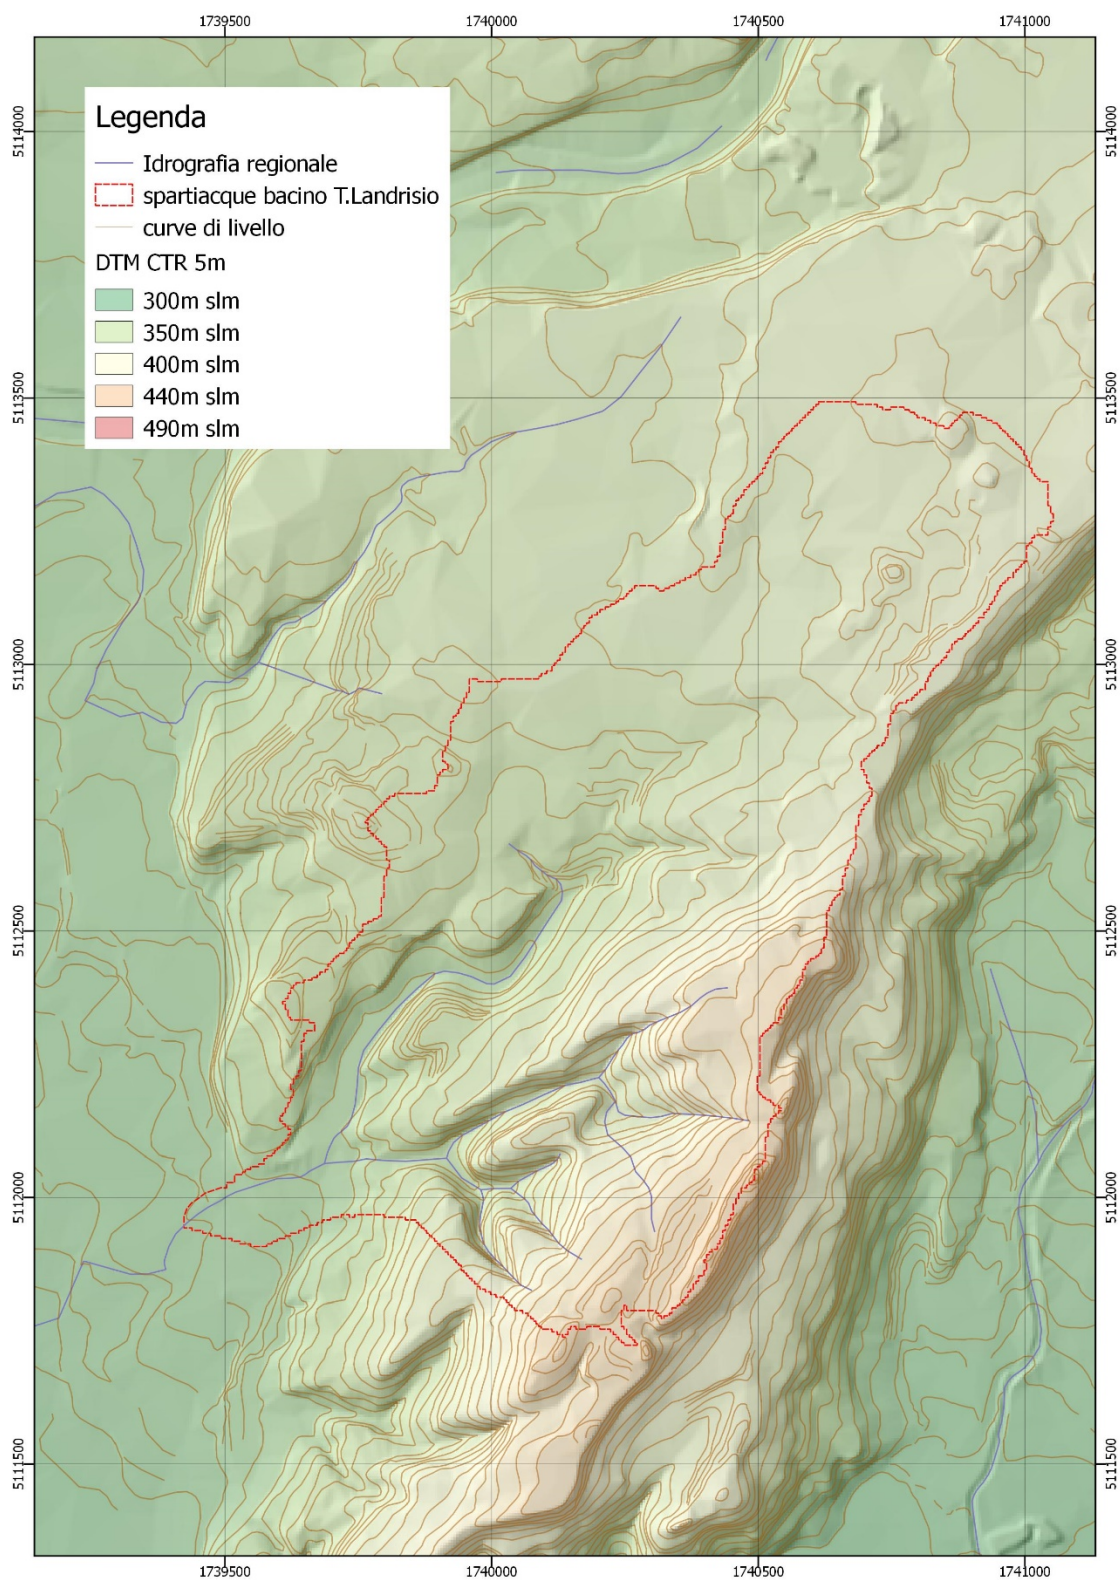 1739500 1740000 1740500 1741000
5114000 5114000
Legenda
Idrografia regionale
spartiacque bacino T.Landrisio
curve di livello
DTM CTR 5m
300m slm
350m slm
400m slm
440m slm
490m slm
5113500 5113500
5113000 5113000
5112500 5112500
5112000 5112000
5111500 5111500
1739500 1740000 1740500 1741000